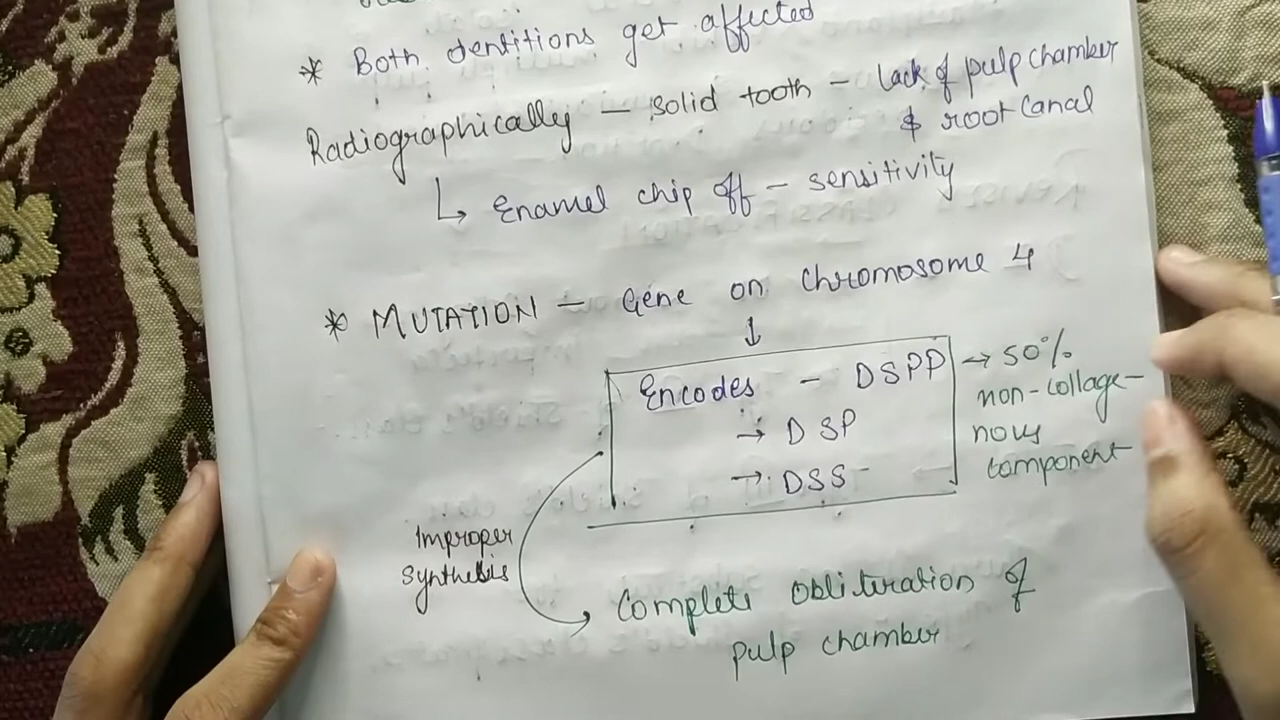 * Both dentitions get affected
Radiographically – solid tooth – lack of pulp chamber
& root canal
↳ Enamel chip off – sensitivity
* MUTATION – Gene on chromosome 4
↓
Encodes – DSPP → 50%
non-collage-
nous
component
→ DSP
→ DSS
Improper
synthesis
Complete obliteration of
pulp chamber